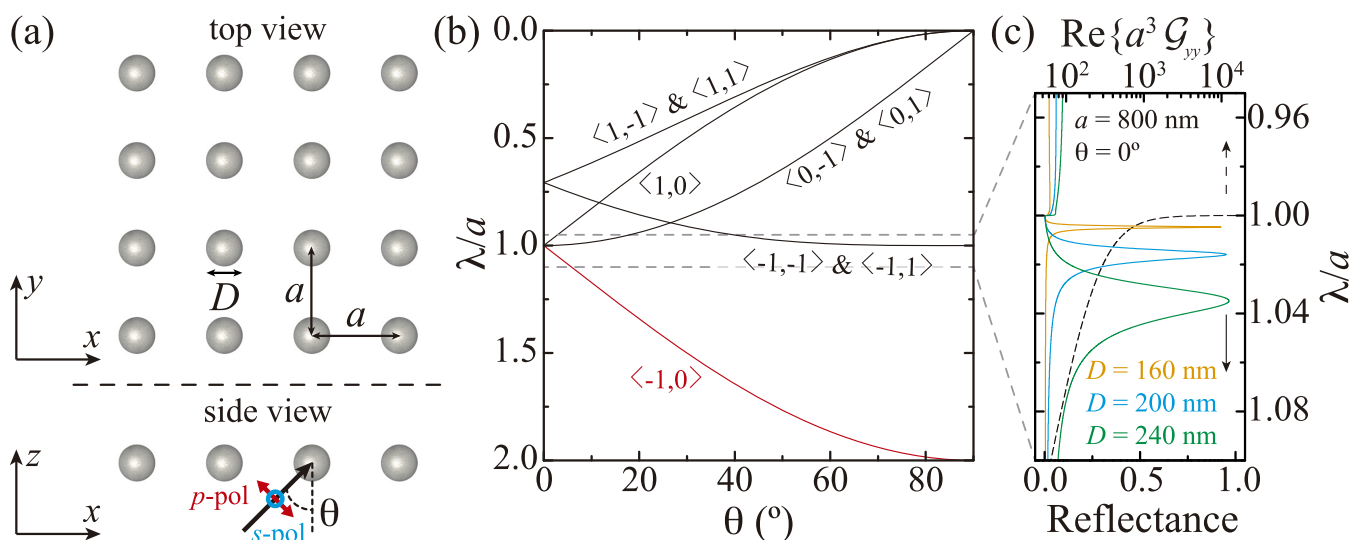 (a)
top view
D
a
a
y
x
side view
z
x
p-pol
s-pol
θ
(b)
0.0
0.5
1.0
1.5
2.0
λ/a
⟨1,-1⟩ & ⟨1,1⟩
⟨1,0⟩
⟨0,-1⟩ & ⟨0,1⟩
⟨-1,-1⟩ & ⟨-1,1⟩
⟨-1,0⟩
0 20 40 60 80
θ (º)
(c)
Re{a³ 𝒢yy}
10² 10³ 10⁴
a = 800 nm
θ = 0º
0.96
1.00
1.04
1.08
λ/a
D = 160 nm
D = 200 nm
D = 240 nm
0.0 0.5 1.0
Reflectance